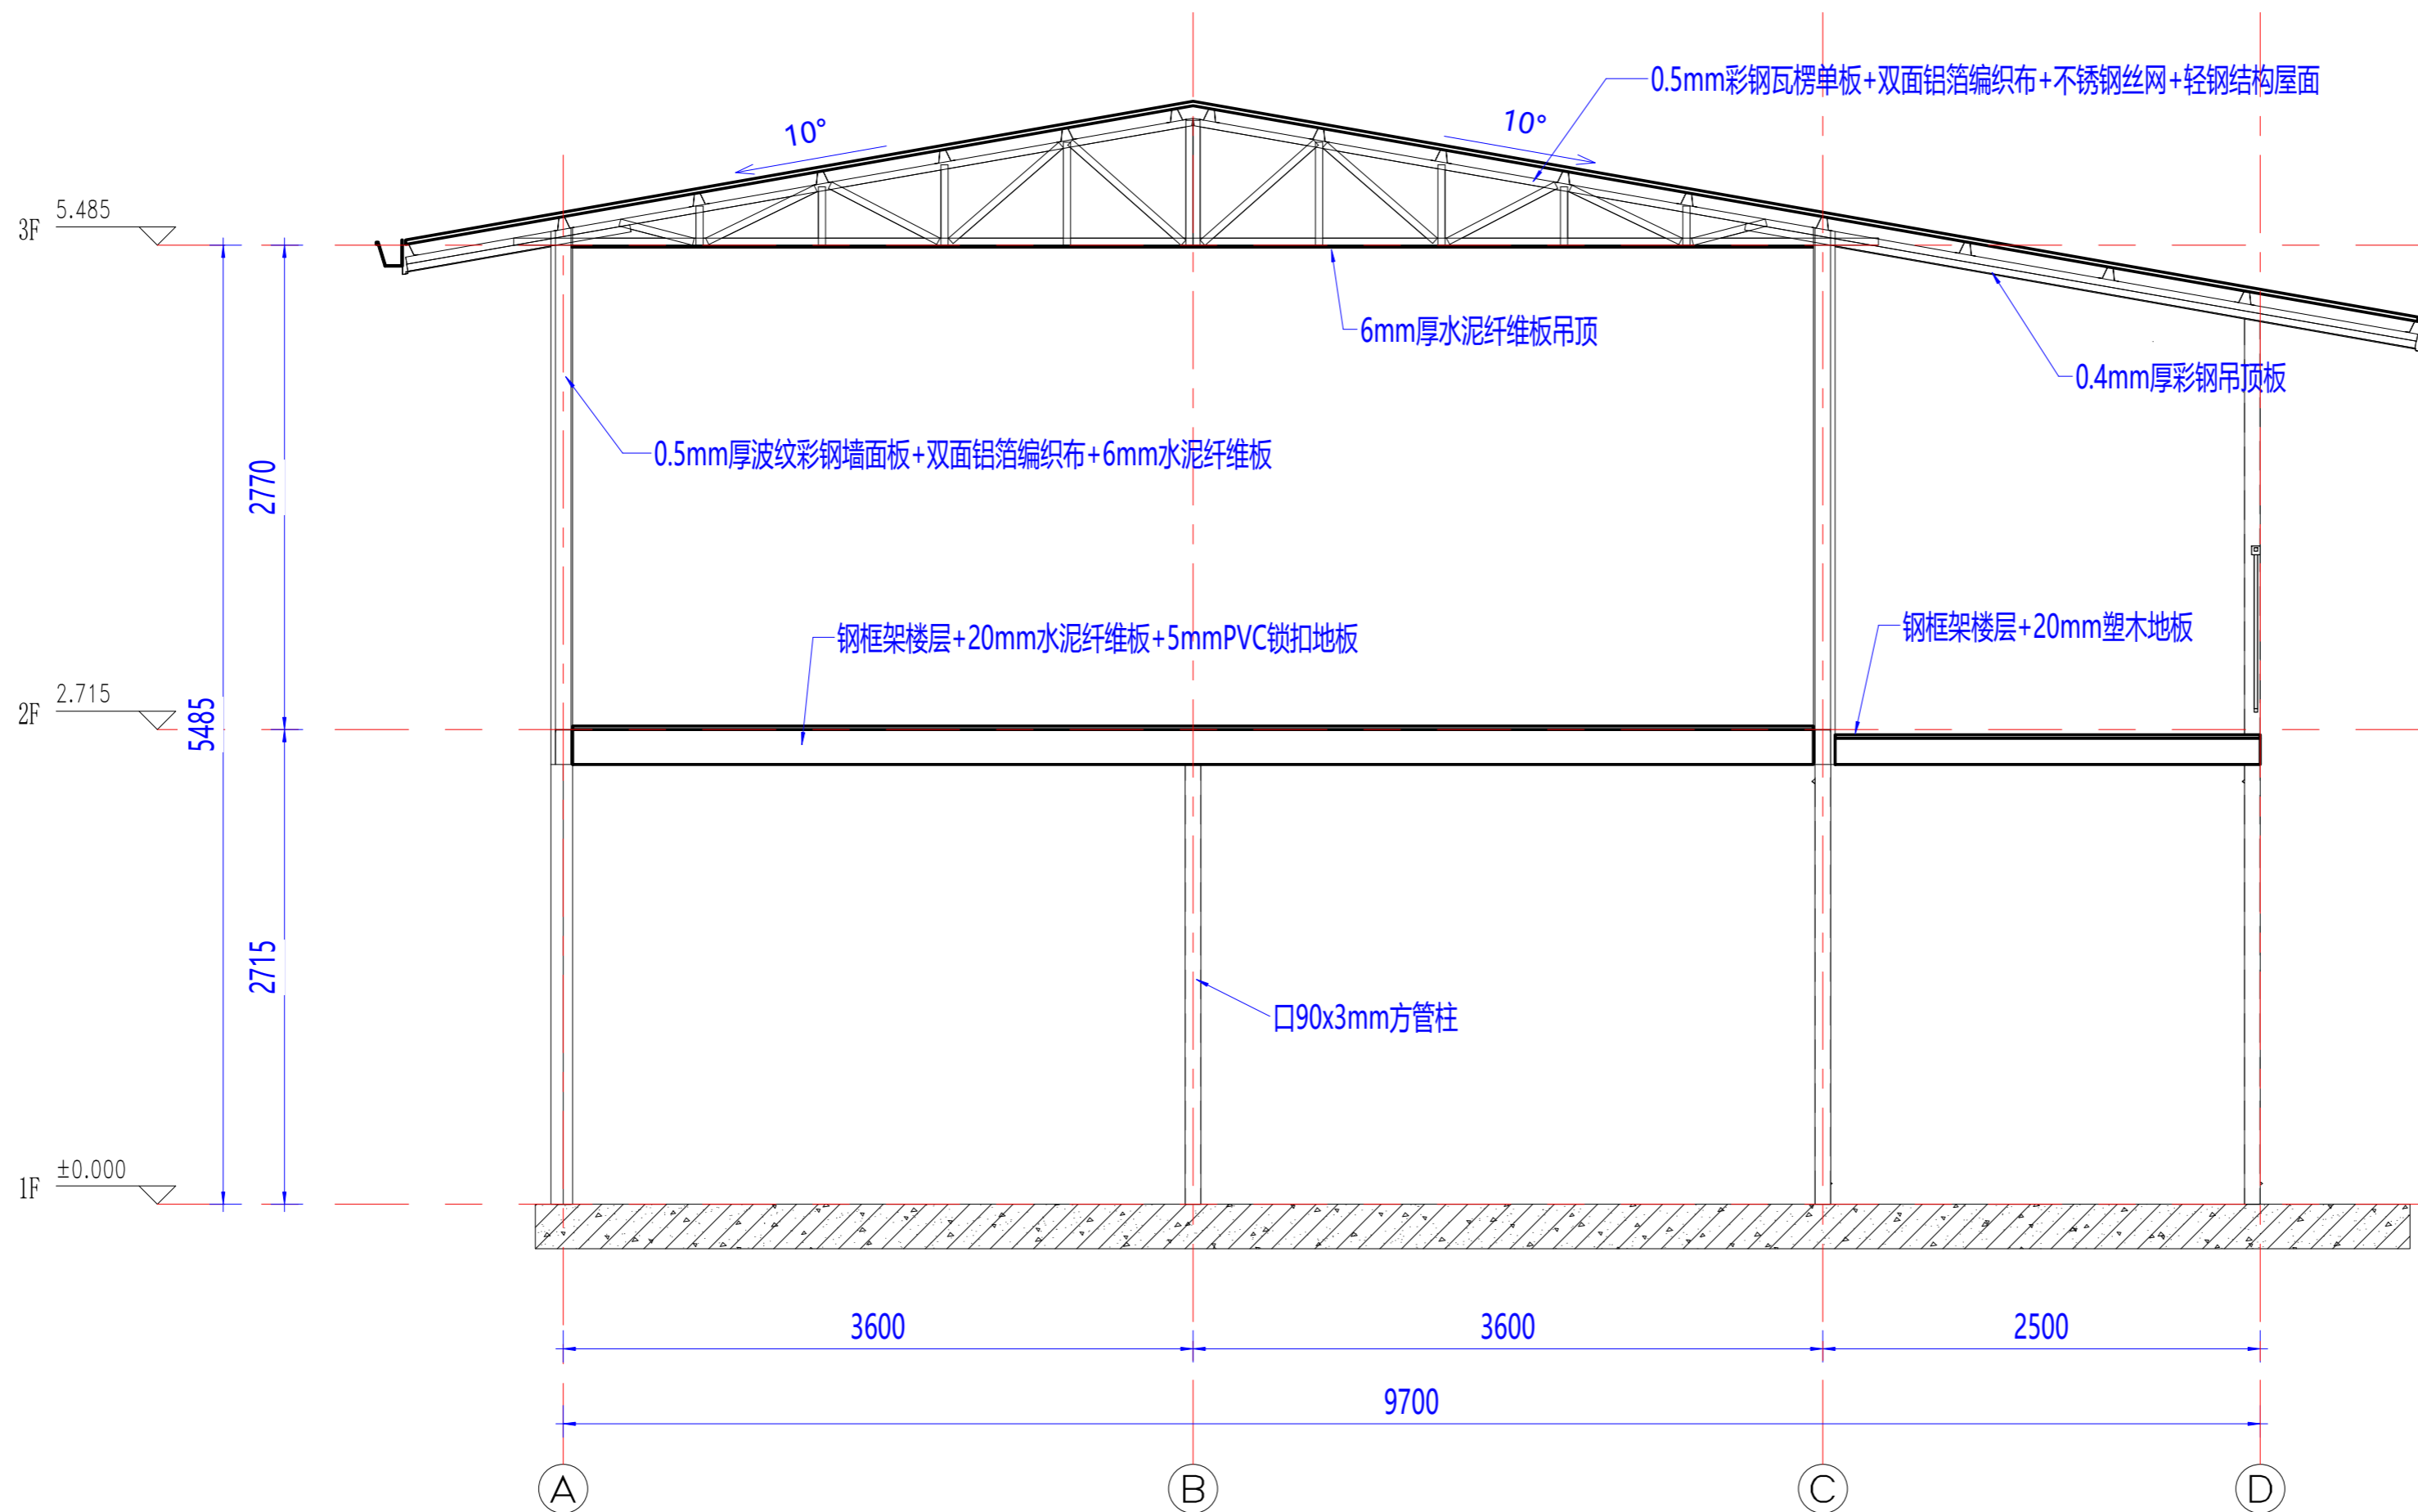 0.5mm彩钢瓦楞单板+双面铝箔编织布+不锈钢丝网+轻钢结构屋面
10°
10°
3F
5.485
6mm厚水泥纤维板吊顶
0.4mm厚彩钢吊顶板
0.5mm厚波纹彩钢墙面板+双面铝箔编织布+6mm水泥纤维板
2770
钢框架楼层+20mm水泥纤维板+5mmPVC锁扣地板
钢框架楼层+20mm塑木地板
2F
2.715
5485
2715
口90x3mm方管柱
1F
±0.000
3600
3600
2500
9700
A
B
C
D